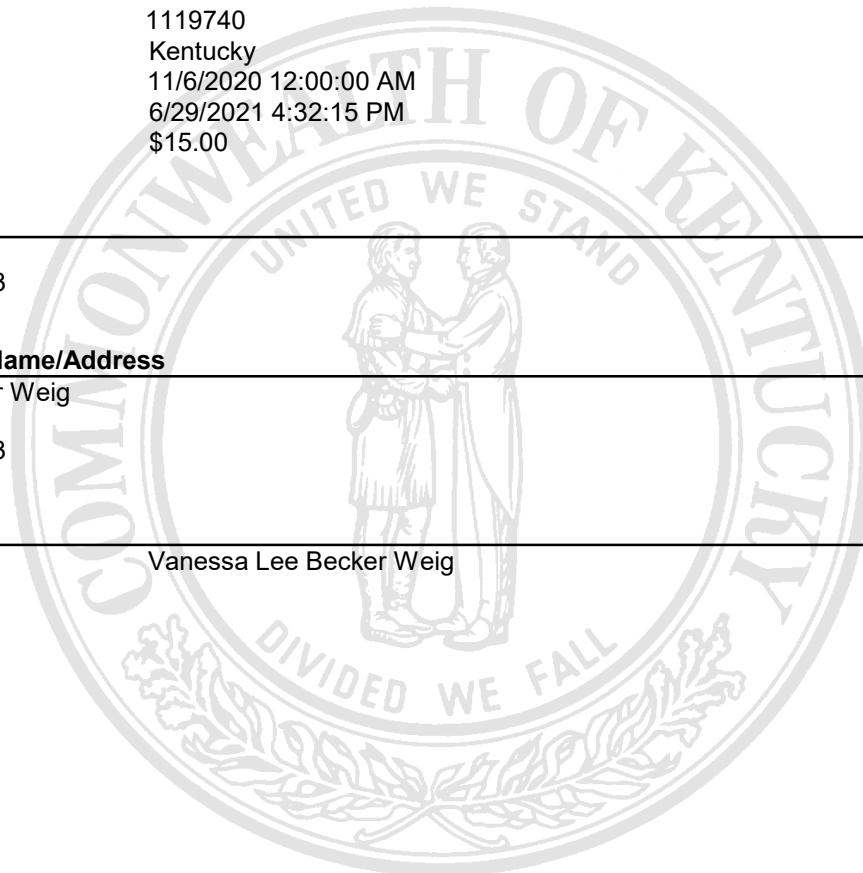 1119740
Kentucky
11/6/2020 12:00:00 AM
6/29/2021 4:32:15 PM
$15.00
COMMONWEALTH OF KENTUCKY
UNITED WE STAND
3
Name/Address
r Weig
3
Vanessa Lee Becker Weig
DIVIDED WE FALL